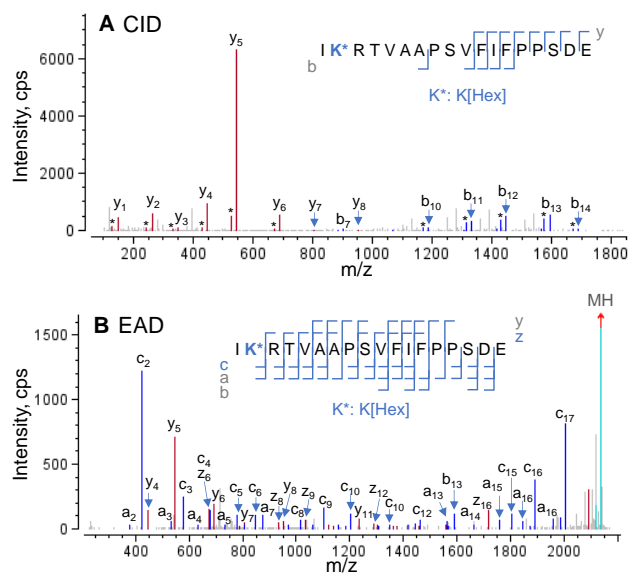 A CID
I K* R T V A A P S V F I F P P S D E
y
b
K*: K[Hex]
Intensity, cps
6000
4000
2000
0
y5
y1
y2
y3
y4
y6
y7
b7
y8
b10
b11
b12
b13
b14
* * * * * * * * * * *
200 400 600 800 1000 1200 1400 1600 1800
m/z
B EAD
I K* R T V A A P S V F I F P P S D E
y
z
c
a
b
K*: K[Hex]
MH
Intensity, cps
1500
1000
500
0
c2
y5
c17
a2
y4
a3
c3
a4
c4
z6
y6
a5
c5
y7
c6
a7
z8
y8
c8
z9
c9
c10
y11
z12
c10
c12
a13
b13
a14
z16
a15
c15
a16
c16
a16
400 600 800 1000 1200 1400 1600 1800 2000
m/z